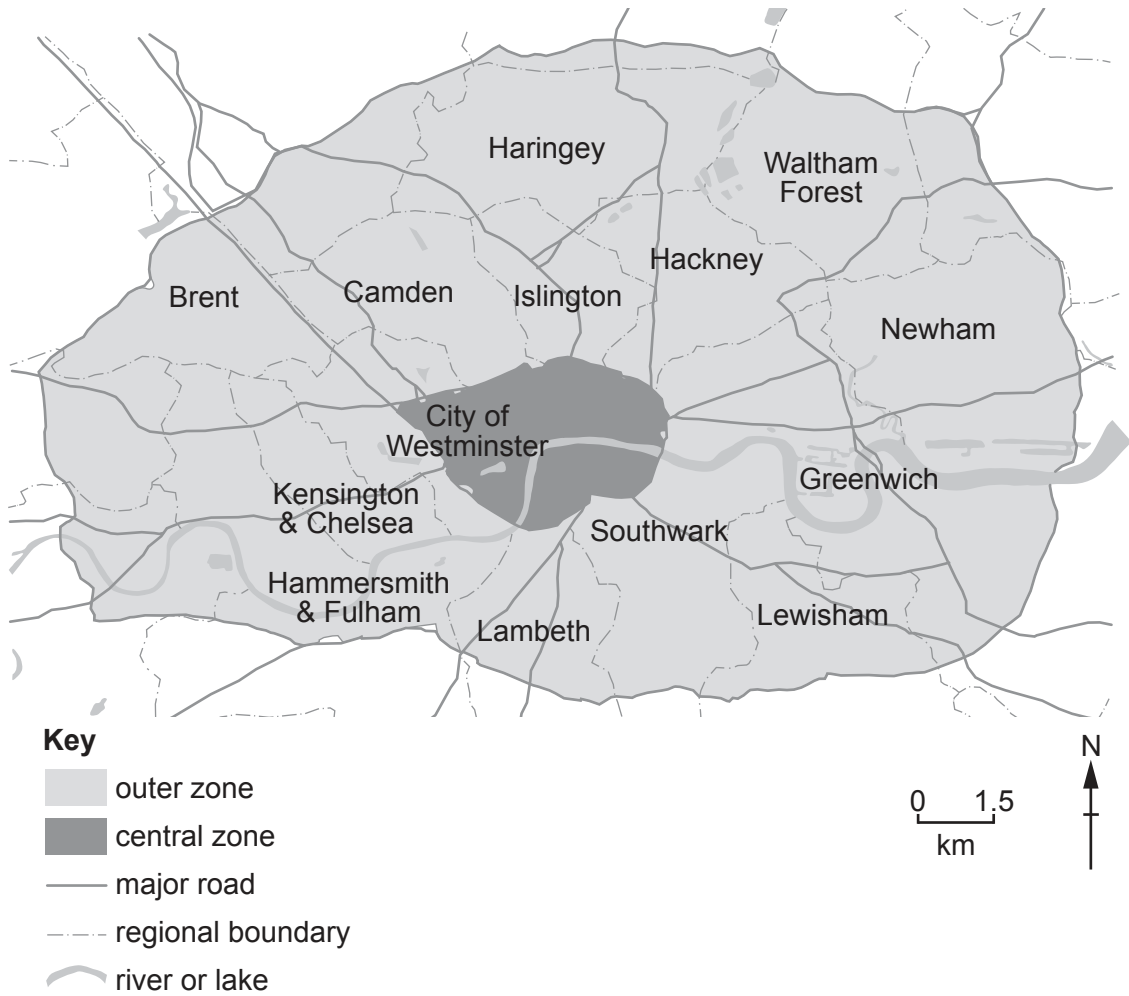 Haringey
Waltham
Forest
Hackney
Brent
Camden
Islington
Newham
City of
Westminster
Greenwich
Kensington
& Chelsea
Southwark
Hammersmith
& Fulham
Lambeth
Lewisham
Key
outer zone
central zone
major road
regional boundary
river or lake
0 1.5
km
N